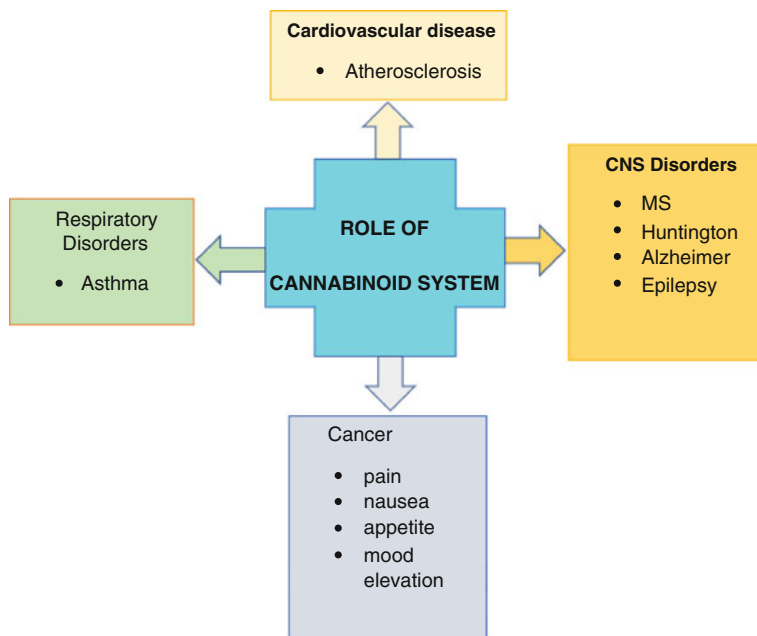 Cardiovascular disease
• Atherosclerosis
CNS Disorders
• MS
• Huntington
• Alzheimer
• Epilepsy
Respiratory
Disorders
• Asthma
ROLE OF
CANNABINOID SYSTEM
Cancer
• pain
• nausea
• appetite
• mood
elevation